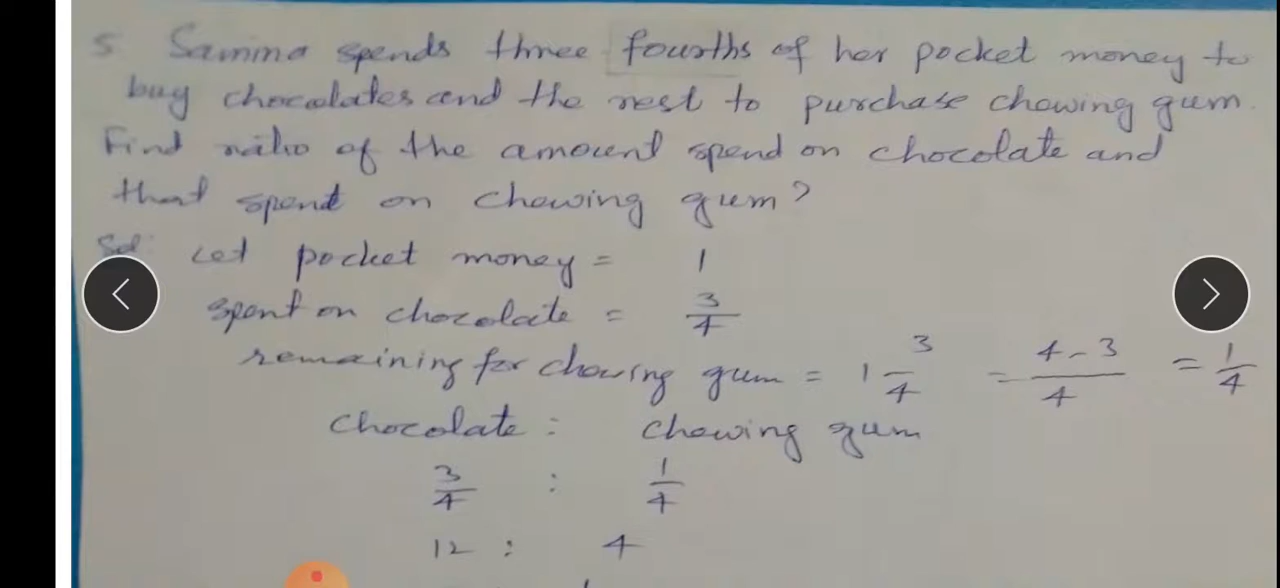 5 Samina spends three fourths of her pocket money to
buy chocolates and the rest to purchase chewing gum.
Find ratio of the amount spend on chocolate and
that spent on chewing gum?
Sol: Let pocket money = 1
spent on chocolate = 3/4
remaining for chewing gum = 1 3/4 = 4-3/4 = 1/4
chocolate : chewing gum
3/4 : 1/4
12 : 4